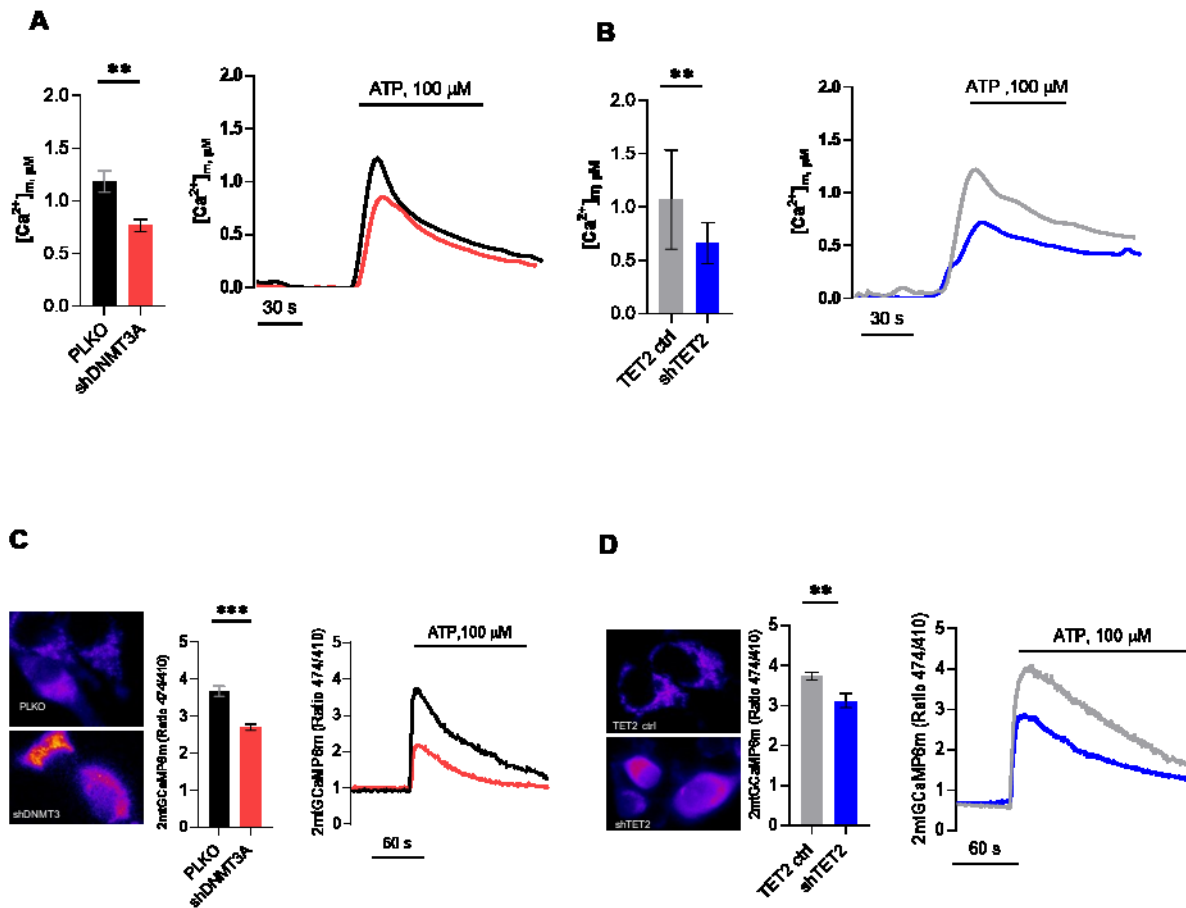 A
**
[Ca²⁺]m, µM
2.0
1.5
1.0
0.5
0.0
PLKO
shDNMT3A
ATP, 100 µM
[Ca²⁺]m, µM
2.0
1.5
1.0
0.5
0.0
30 s
B
**
[Ca²⁺]m, µM
2.0
1.5
1.0
0.5
0.0
TET2 ctrl
shTET2
ATP ,100 µM
[Ca²⁺]m, µM
2.0
1.5
1.0
0.5
0.0
30 s
C
PLKO
shDNMT3
***
2mtGCaMP6m (Ratio 474/410)
5
4
3
2
1
0
PLKO
shDNMT3A
ATP,100 µM
2mtGCaMP6m (Ratio 474/410)
5
4
3
2
1
0
60 s
D
TET2 ctrl
shTET2
**
2mtGCaMP6m (Ratio 474/410)
5
4
3
2
1
0
TET2 ctrl
shTET2
ATP, 100 µM
2mtGCaMP6m (Ratio 474/410)
5
4
3
2
1
0
60 s